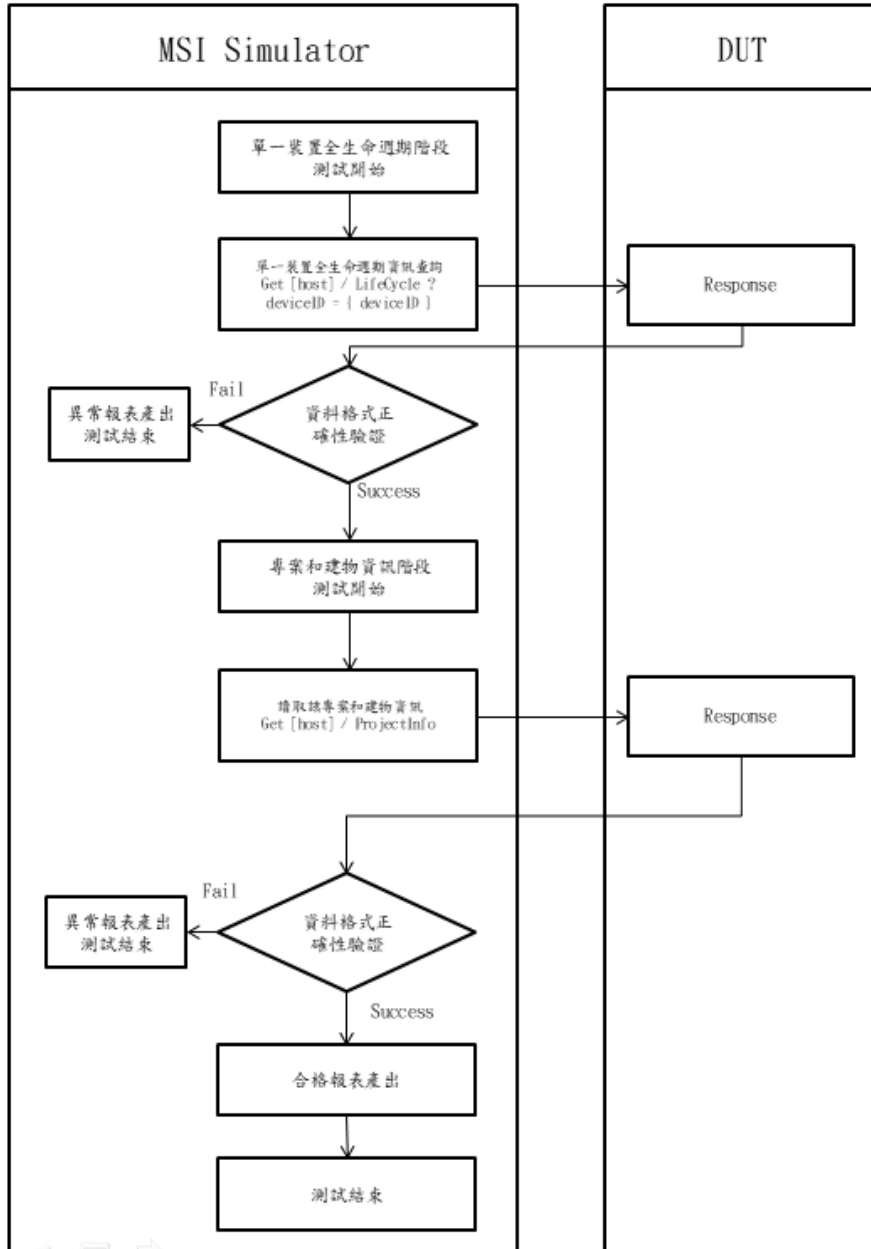 MSI Simulator
DUT
單一裝置全生命週期階段
測試開始
單一裝置全生命週期資訊查詢
Get [host] / LifeCycle ?
deviceID = { deviceID }
Response
Fail
異常報表產出
測試結束
資料格式正
確性驗證
Success
專案和建物資訊階段
測試開始
讀取該專案和建物資訊
Get [host] / ProjectInfo
Response
Fail
異常報表產出
測試結束
資料格式正
確性驗證
Success
合格報表產出
測試結束